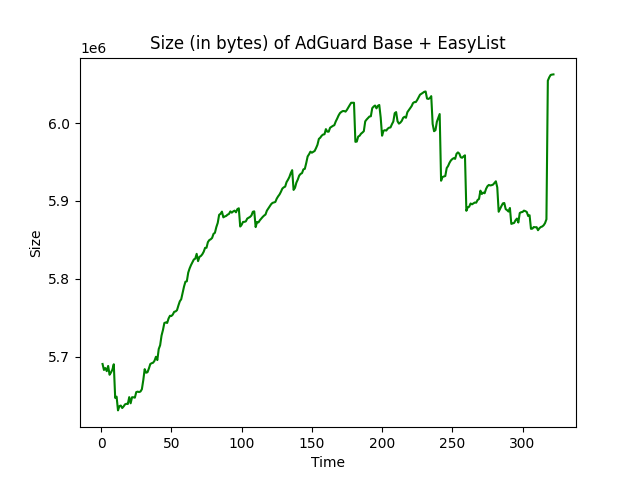 Size (in bytes) of AdGuard Base + EasyList
1e6
6.0
5.9
5.8
5.7
Size
0 50 100 150 200 250 300
Time